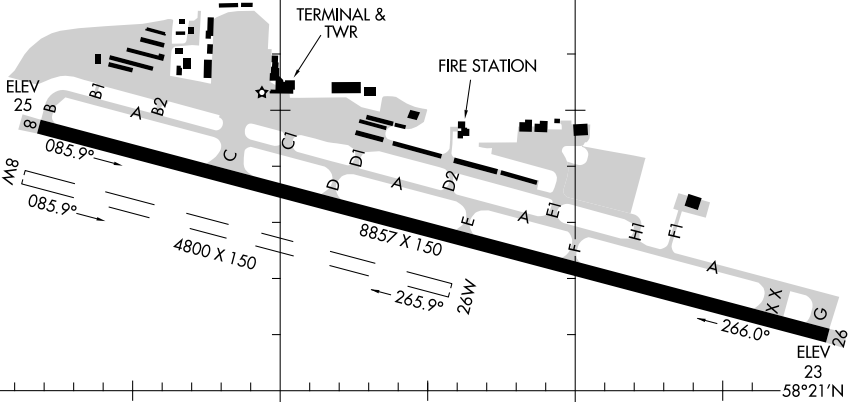 TERMINAL &
TWR
FIRE STATION
ELEV
25
B
B1
A
B2
8
C
C1
D1
085.9°
D
A
D2
8W
085.9°
E
A
E1
8857 X 150
4800 X 150
F
H1
F1
A
265.9°
26W
X X
X
G
266.0°
26
ELEV
23
58°21'N